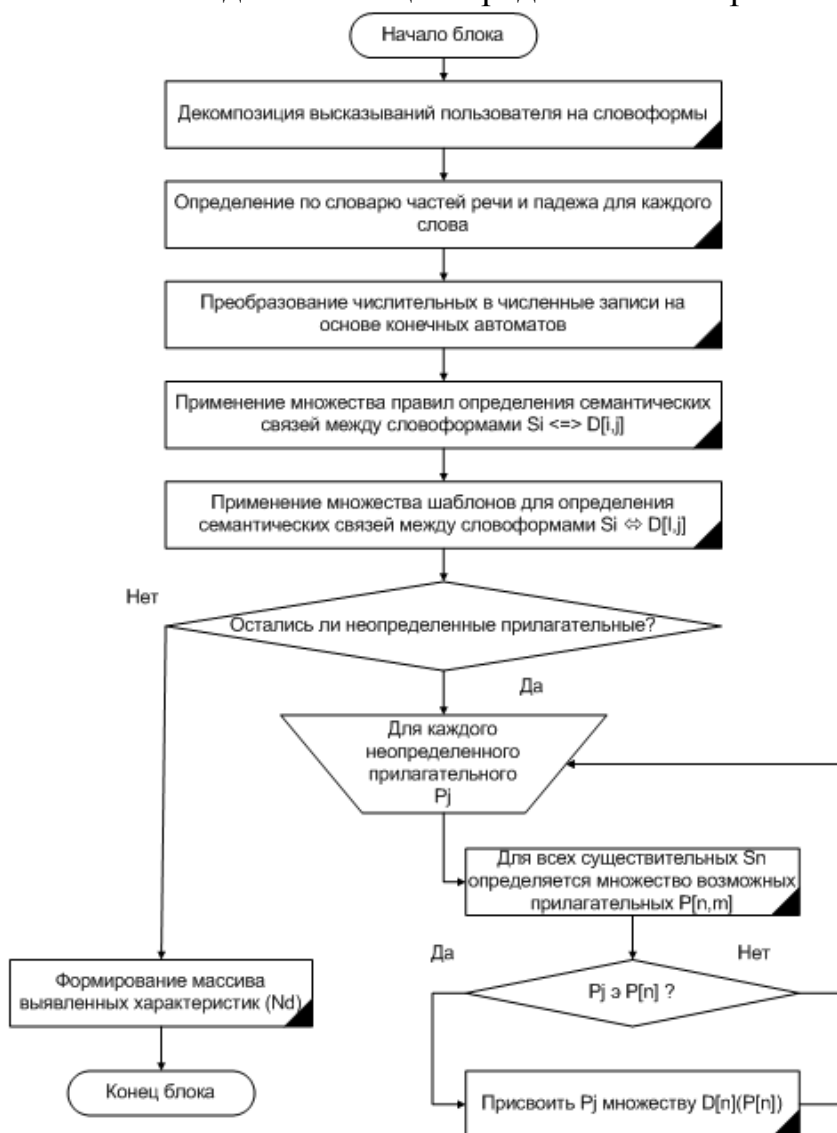 Начало блока
Декомпозиция высказываний пользователя на словоформы
Определение по словарю частей речи и падежа для каждого
слова
Преобразование числительных в численные записи на
основе конечных автоматов
Применение множества правил определения семантических
связей между словоформами Si <=> D[i,j]
Применение множества шаблонов для определения
семантических связей между словоформами Si ⇔ D[I,j]
Нет
Остались ли неопределенные прилагательные?
Да
Для каждого
неопределенного
прилагательного
Pj
Для всех существительных Sn
определяется множество возможных
прилагательных P[n,m]
Да
Нет
Pj э P[n] ?
Формирование массива
выявленных характеристик (Nd)
Конец блока
Присвоить Pj множеству D[n](P[n])